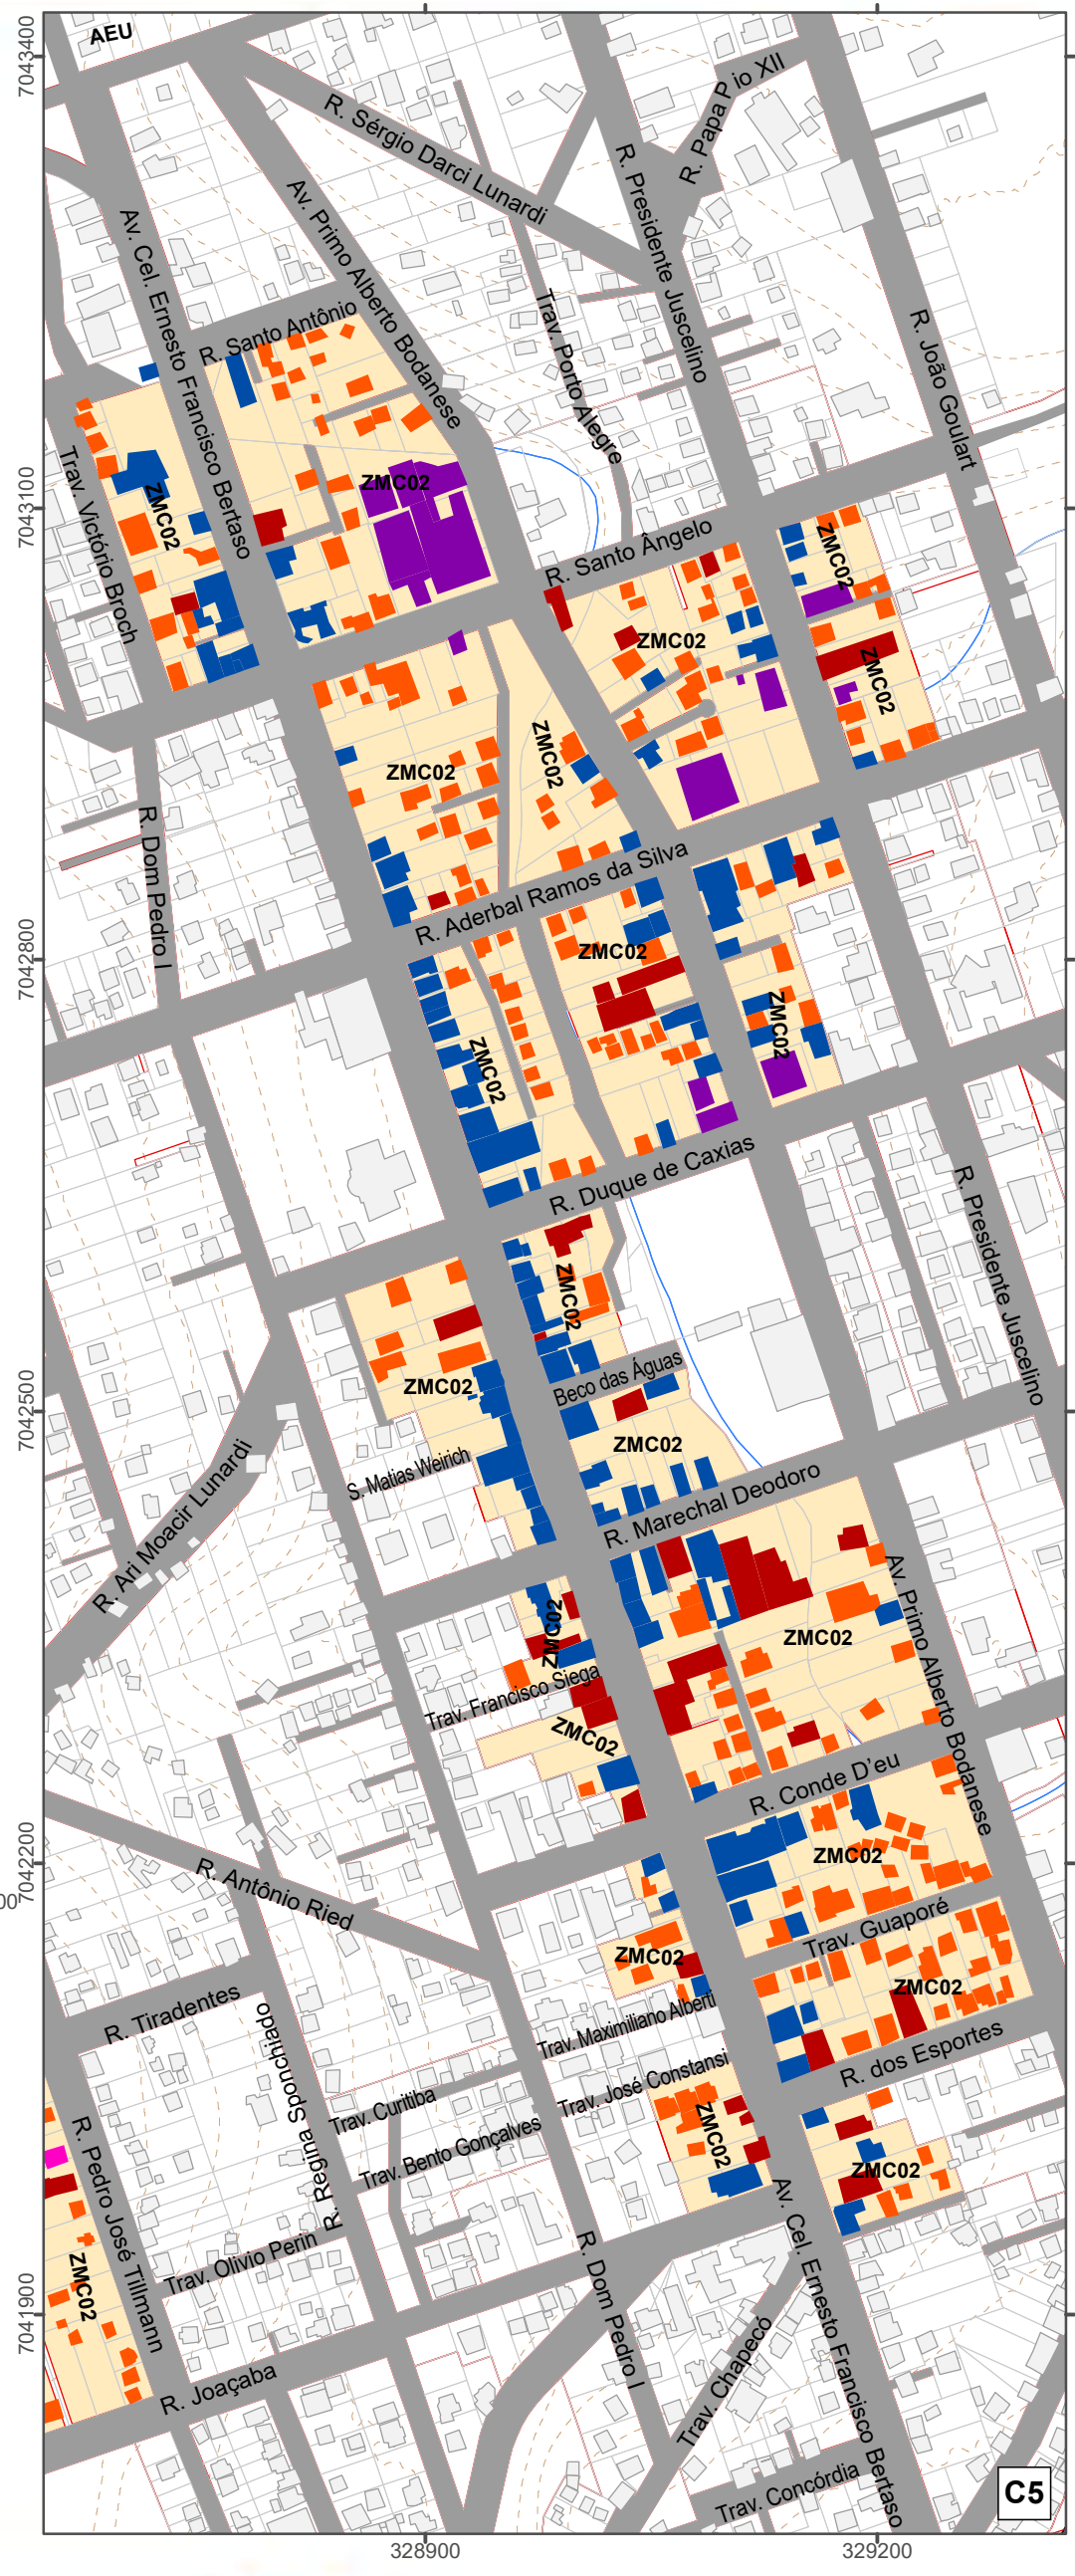 AEU
7043400
R. Sérgio Darci Lunardi
R. Papa Pio XII
R. Presidente Juscelino
Av. Cel. Ernesto Francisco Bertaso
Av. Primo Alberto Bodanese
R. Santo Antônio
Trav. Porto Alegre
R. João Goulart
Trav. Victório Broch
ZMC02
ZMC02
7043100
R. Santo Ângelo
ZMC02
ZMC02
ZMC02
ZMC02
ZMC02
R. Dom Pedro I
R. Aderbal Ramos da Silva
7042800
ZMC02
ZMC02
ZMC02
R. Duque de Caxias
R. Presidente Juscelino
ZMC02
Beco das Águas
ZMC02
7042500
ZMC02
S. Matias Weirich
R. Marechal Deodoro
R. Ari Moacir Lunardi
ZMC02
ZMC02
Av. Primo Alberto Bodanese
Trav. Francisco Siega
ZMC02
R. Conde D'eu
7042200
ZMC02
00
R. Antônio Ried
Trav. Guaporé
ZMC02
ZMC02
R. Tiradentes
Trav. Maximiliano Alberti
R. dos Esportes
R. Regina Sponchiado
Trav. José Constansi
Trav. Curitiba
Trav. Bento Gonçalves
ZMC02
ZMC02
R. Pedro José Tillmann
Trav. Olivio Perin
ZMC02
7041900
R. Dom Pedro I
Av. Cel. Ernesto Francisco Bertaso
R. Joaçaba
Trav. Chapecó
Trav. Concórdia
C5
328900
329200